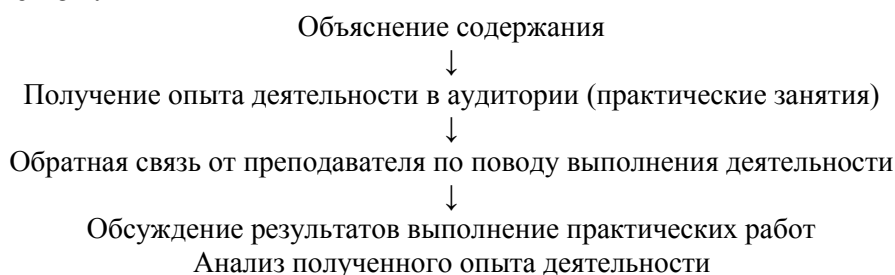 Объяснение содержания
↓
Получение опыта деятельности в аудитории (практические занятия)
↓
Обратная связь от преподавателя по поводу выполнения деятельности
↓
Обсуждение результатов выполнение практических работ
Анализ полученного опыта деятельности